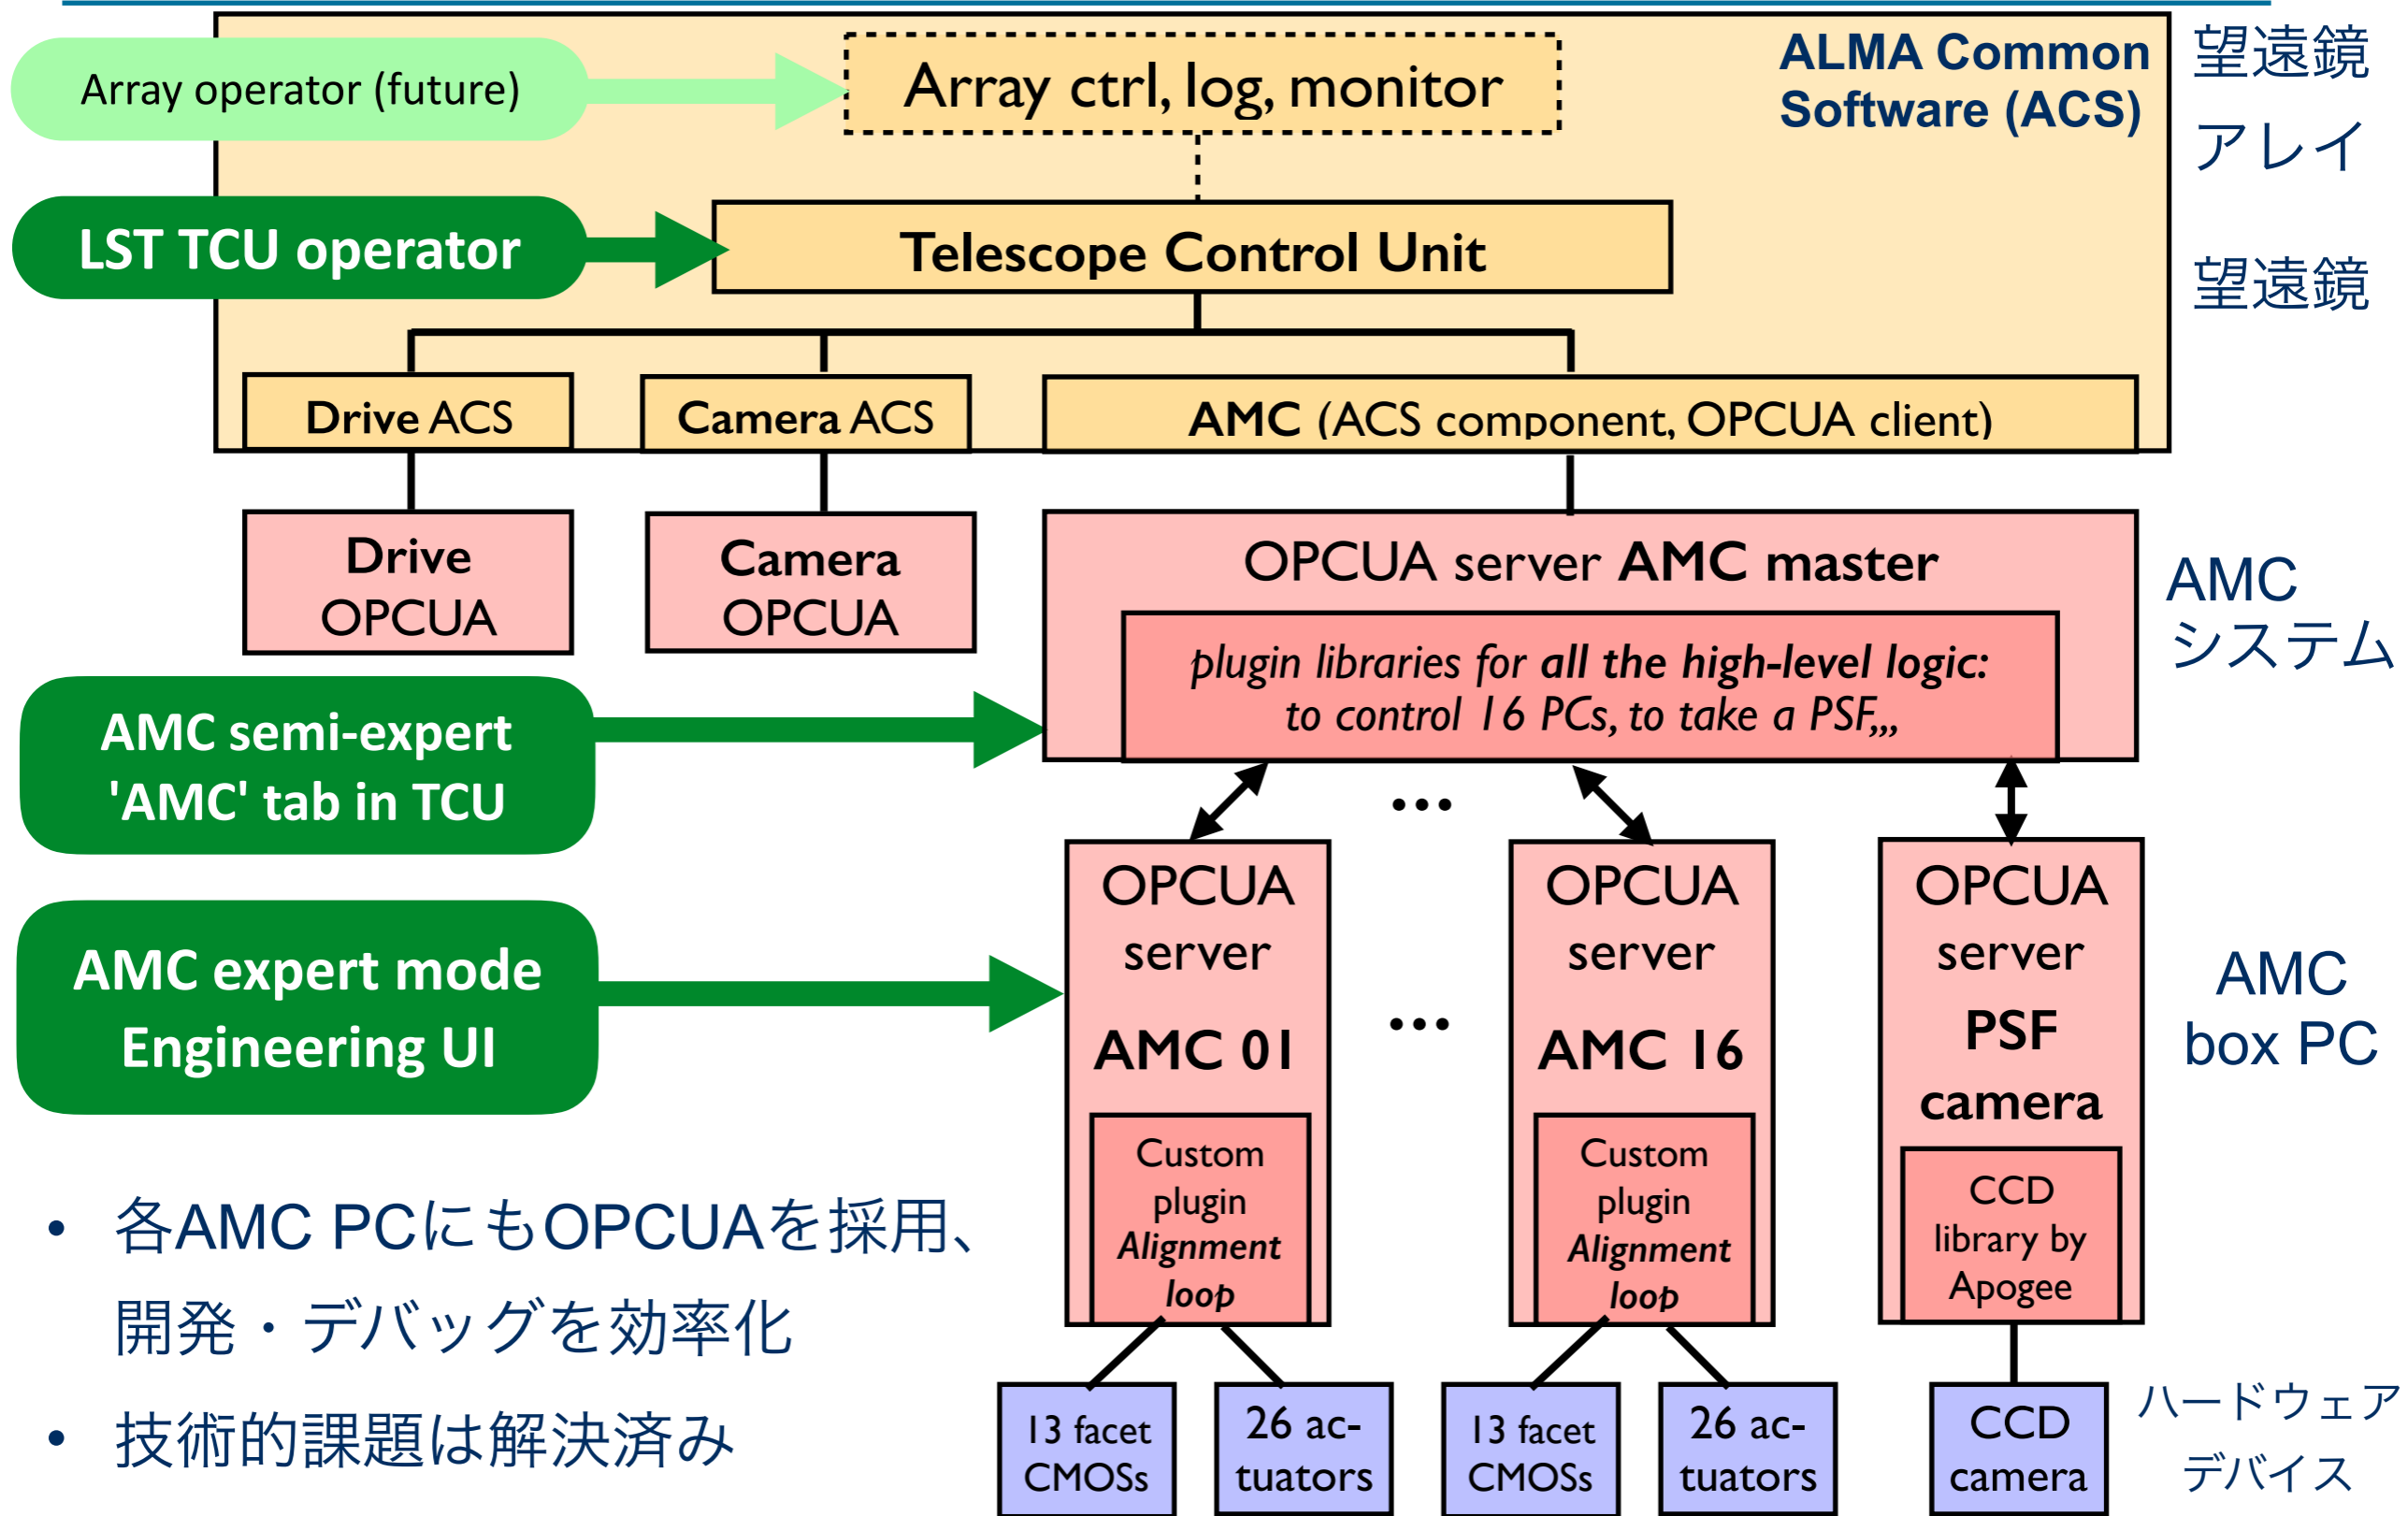 Array operator (future)
Array ctrl, log, monitor
ALMA Common
Software (ACS)
望遠鏡
アレイ
LST TCU operator
Telescope Control Unit
望遠鏡
Drive ACS
Camera ACS
AMC (ACS component, OPCUA client)
Drive
OPCUA
Camera
OPCUA
OPCUA server AMC master
plugin libraries for all the high-level logic:
to control 16 PCs, to take a PSF,,,
AMC
システム
AMC semi-expert
'AMC' tab in TCU
...
AMC expert mode
Engineering UI
OPCUA
server
AMC 01
Custom
plugin
Alignment
loop
...
OPCUA
server
AMC 16
Custom
plugin
Alignment
loop
OPCUA
server
PSF
camera
CCD
library by
Apogee
AMC
box PC
• 各AMC PCにもOPCUAを採用、
開発・デバッグを効率化
• 技術的課題は解決済み
13 facet
CMOSs
26 ac-
tuators
13 facet
CMOSs
26 ac-
tuators
CCD
camera
ハードウェア
デバイス